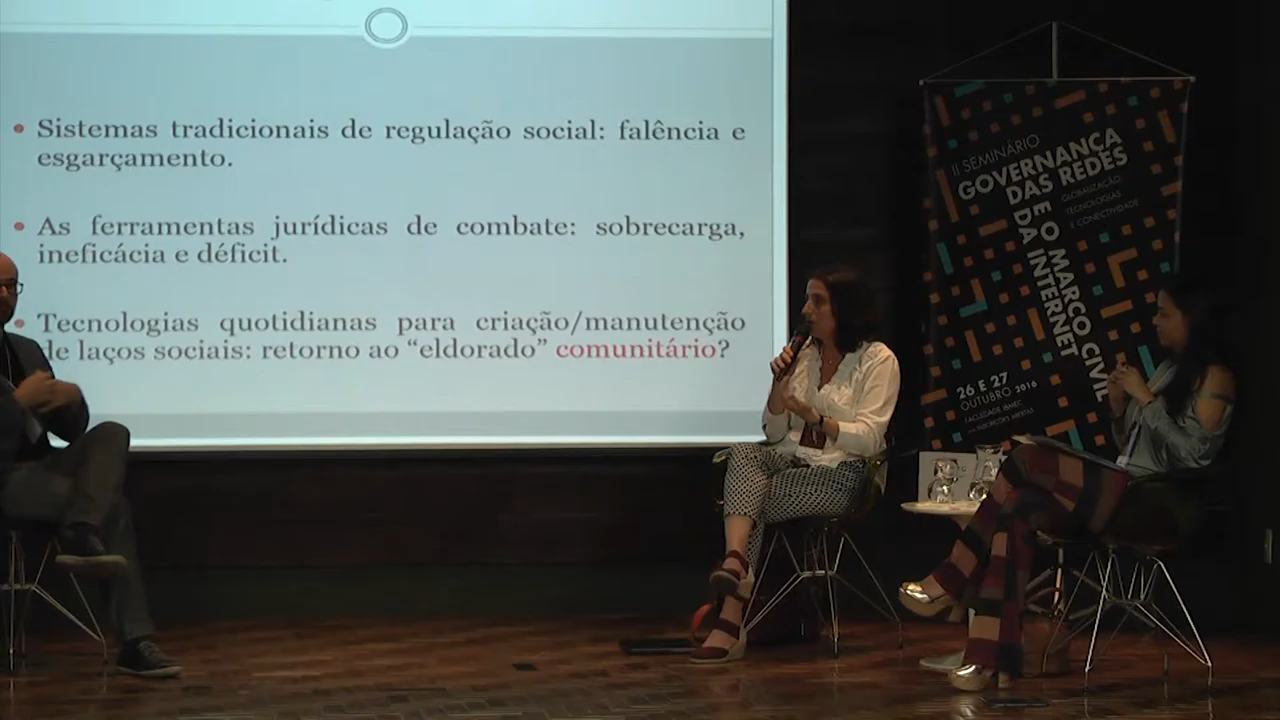 Sistemas tradicionais de regulação social: falência e
esgarçamento.
As ferramentas jurídicas de combate: sobrecarga,
ineficácia e déficit.
Tecnologias quotidianas para criação/manutenção
de laços sociais: retorno ao “eldorado” comunitário?
II SEMINÁRIO
GOVERNANÇA
DAS REDES
E O MARCO CIVIL
DA INTERNET
GLOBALIZAÇÃO,
TECNOLOGIAS
E CONECTIVIDADE
26 E 27
OUTUBRO 2016
FACULDADE IBMEC
INSCRIÇÕES ABERTAS